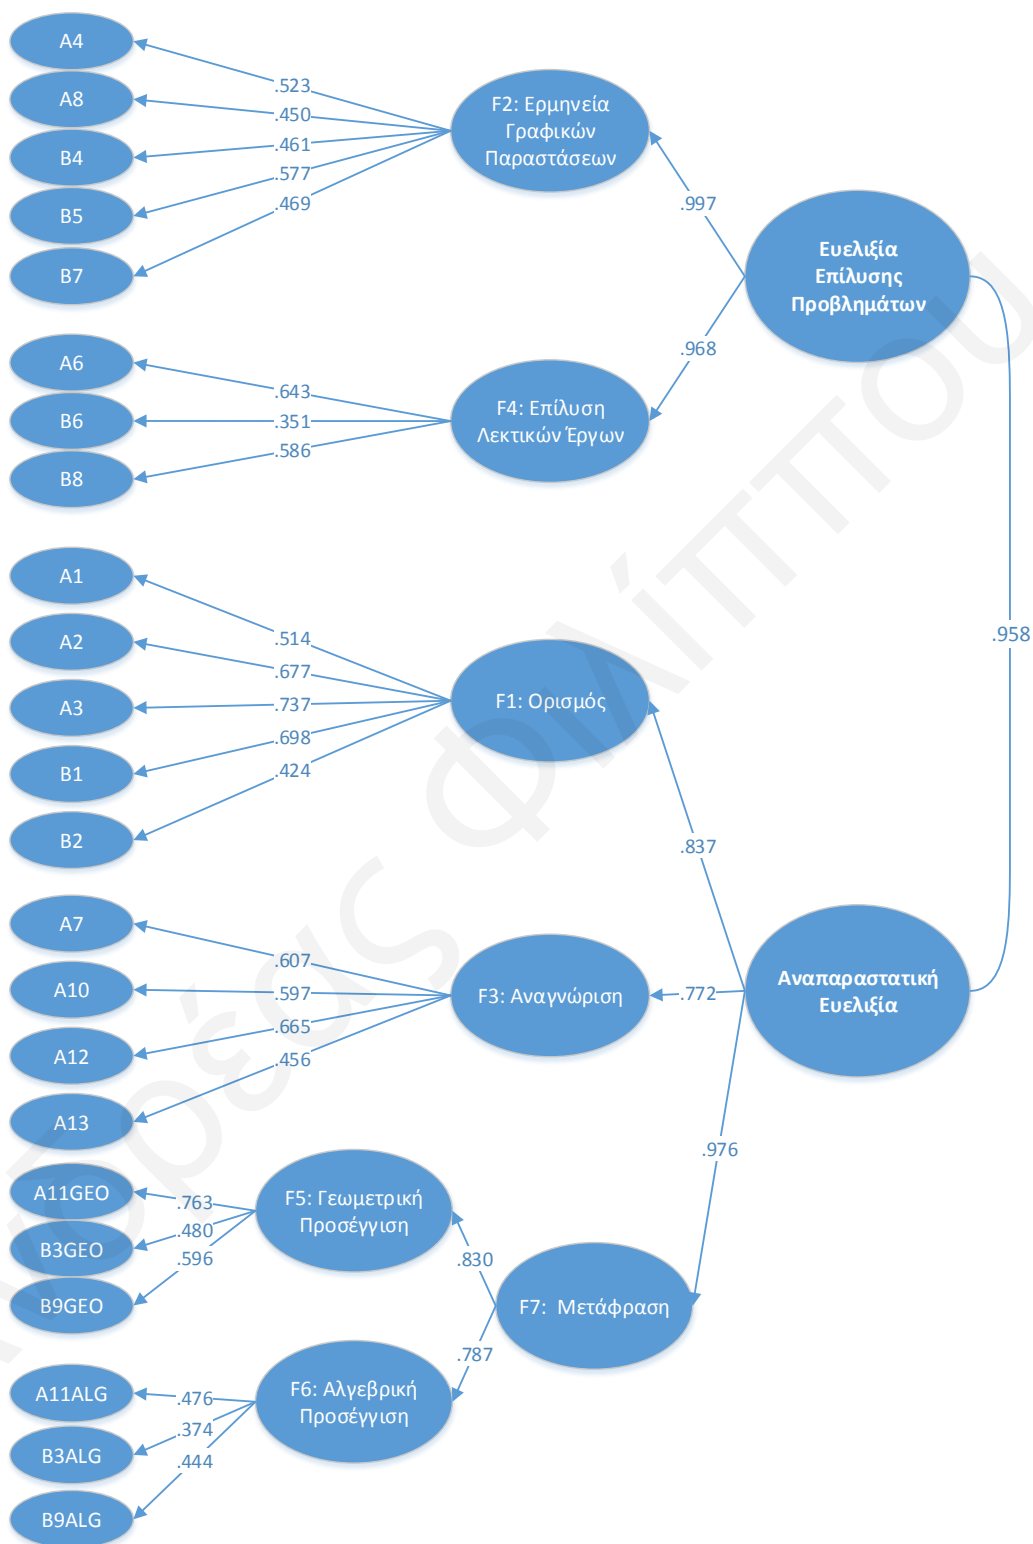 A4
A8
B4
B5
B7
.523
.450
.461
.577
.469
F2: Ερμηνεία
Γραφικών
Παραστάσεων
.997
Ευελιξία
Επίλυσης
Προβλημάτων
.968
A6
B6
B8
.643
.351
.586
F4: Επίλυση
Λεκτικών Έργων
.958
A1
A2
A3
B1
B2
.514
.677
.737
.698
.424
F1: Ορισμός
.837
A7
A10
A12
A13
.607
.597
.665
.456
F3: Αναγνώριση
.772
Αναπαραστατική
Ευελιξία
.976
A11GEO
B3GEO
B9GEO
.763
.480
.596
F5: Γεωμετρική
Προσέγγιση
.830
F7: Μετάφραση
.787
A11ALG
B3ALG
B9ALG
.476
.374
.444
F6: Αλγεβρική
Προσέγγιση
Φιλίππου